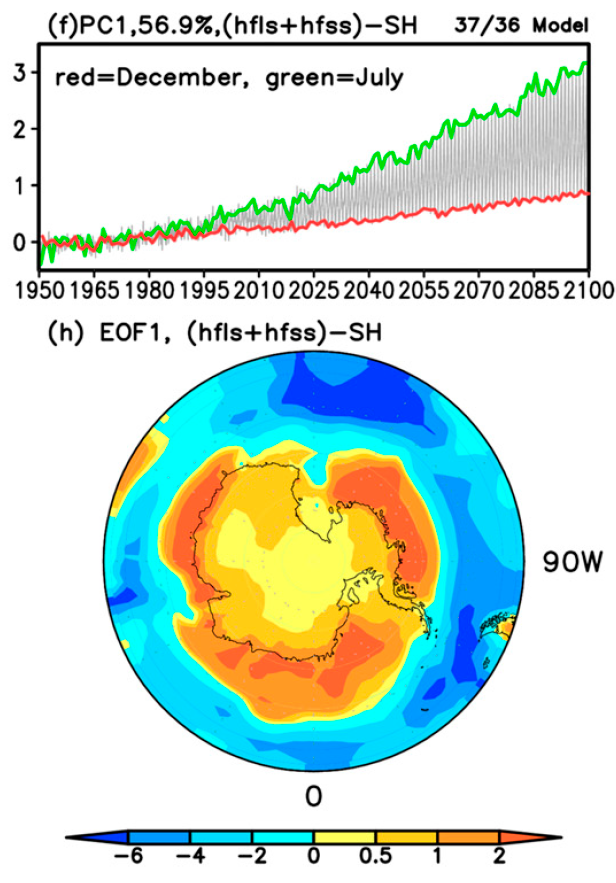 (f)PC1,56.9%,(hfls+hfss)−SH 37/36 Model
red=December, green=July
3
2
1
0
1950 1965 1980 1995 2010 2025 2040 2055 2070 2085 2100
(h) EOF1, (hfls+hfss)−SH
90W
0
−6 −4 −2 0 0.5 1 2